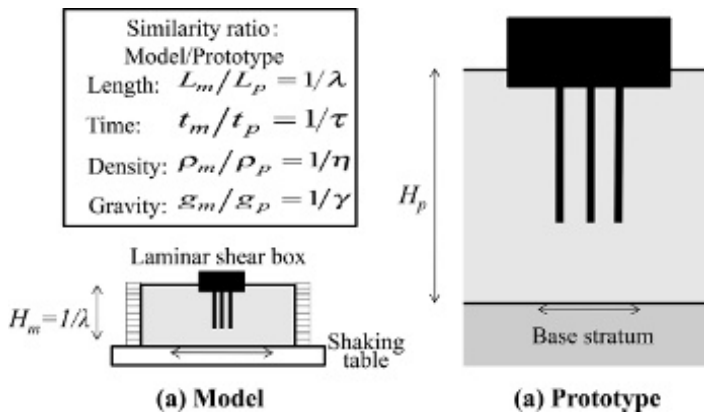 Similarity ratio:
Model/Prototype
Length: L_m/L_p = 1/λ
Time: t_m/t_p = 1/τ
Density: ρ_m/ρ_p = 1/η
Gravity: g_m/g_p = 1/γ
Laminar shear box
H_m=1/λ
Shaking
table
(a) Model
H_p
Base stratum
(a) Prototype